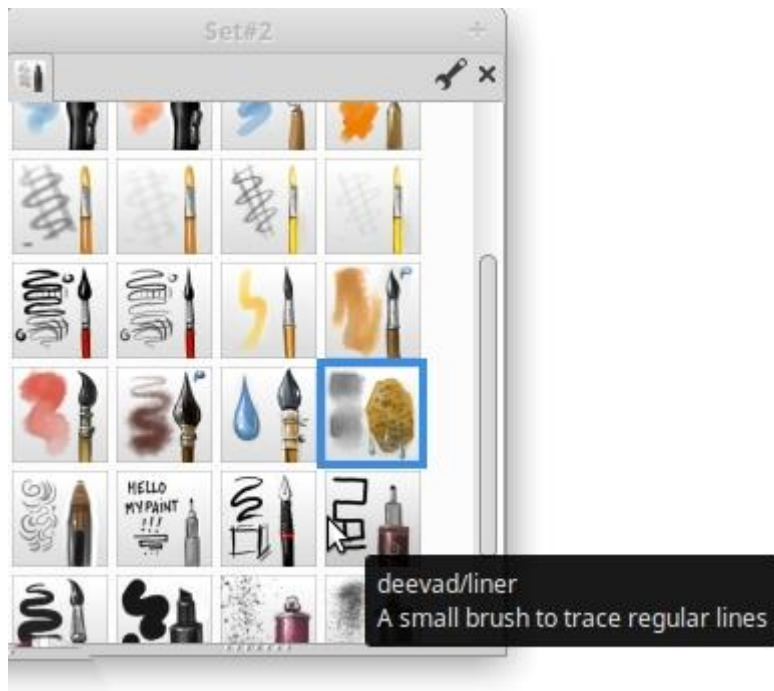 Set#2
HELLO
MYPAINT
!!!
deevad/liner
A small brush to trace regular lines